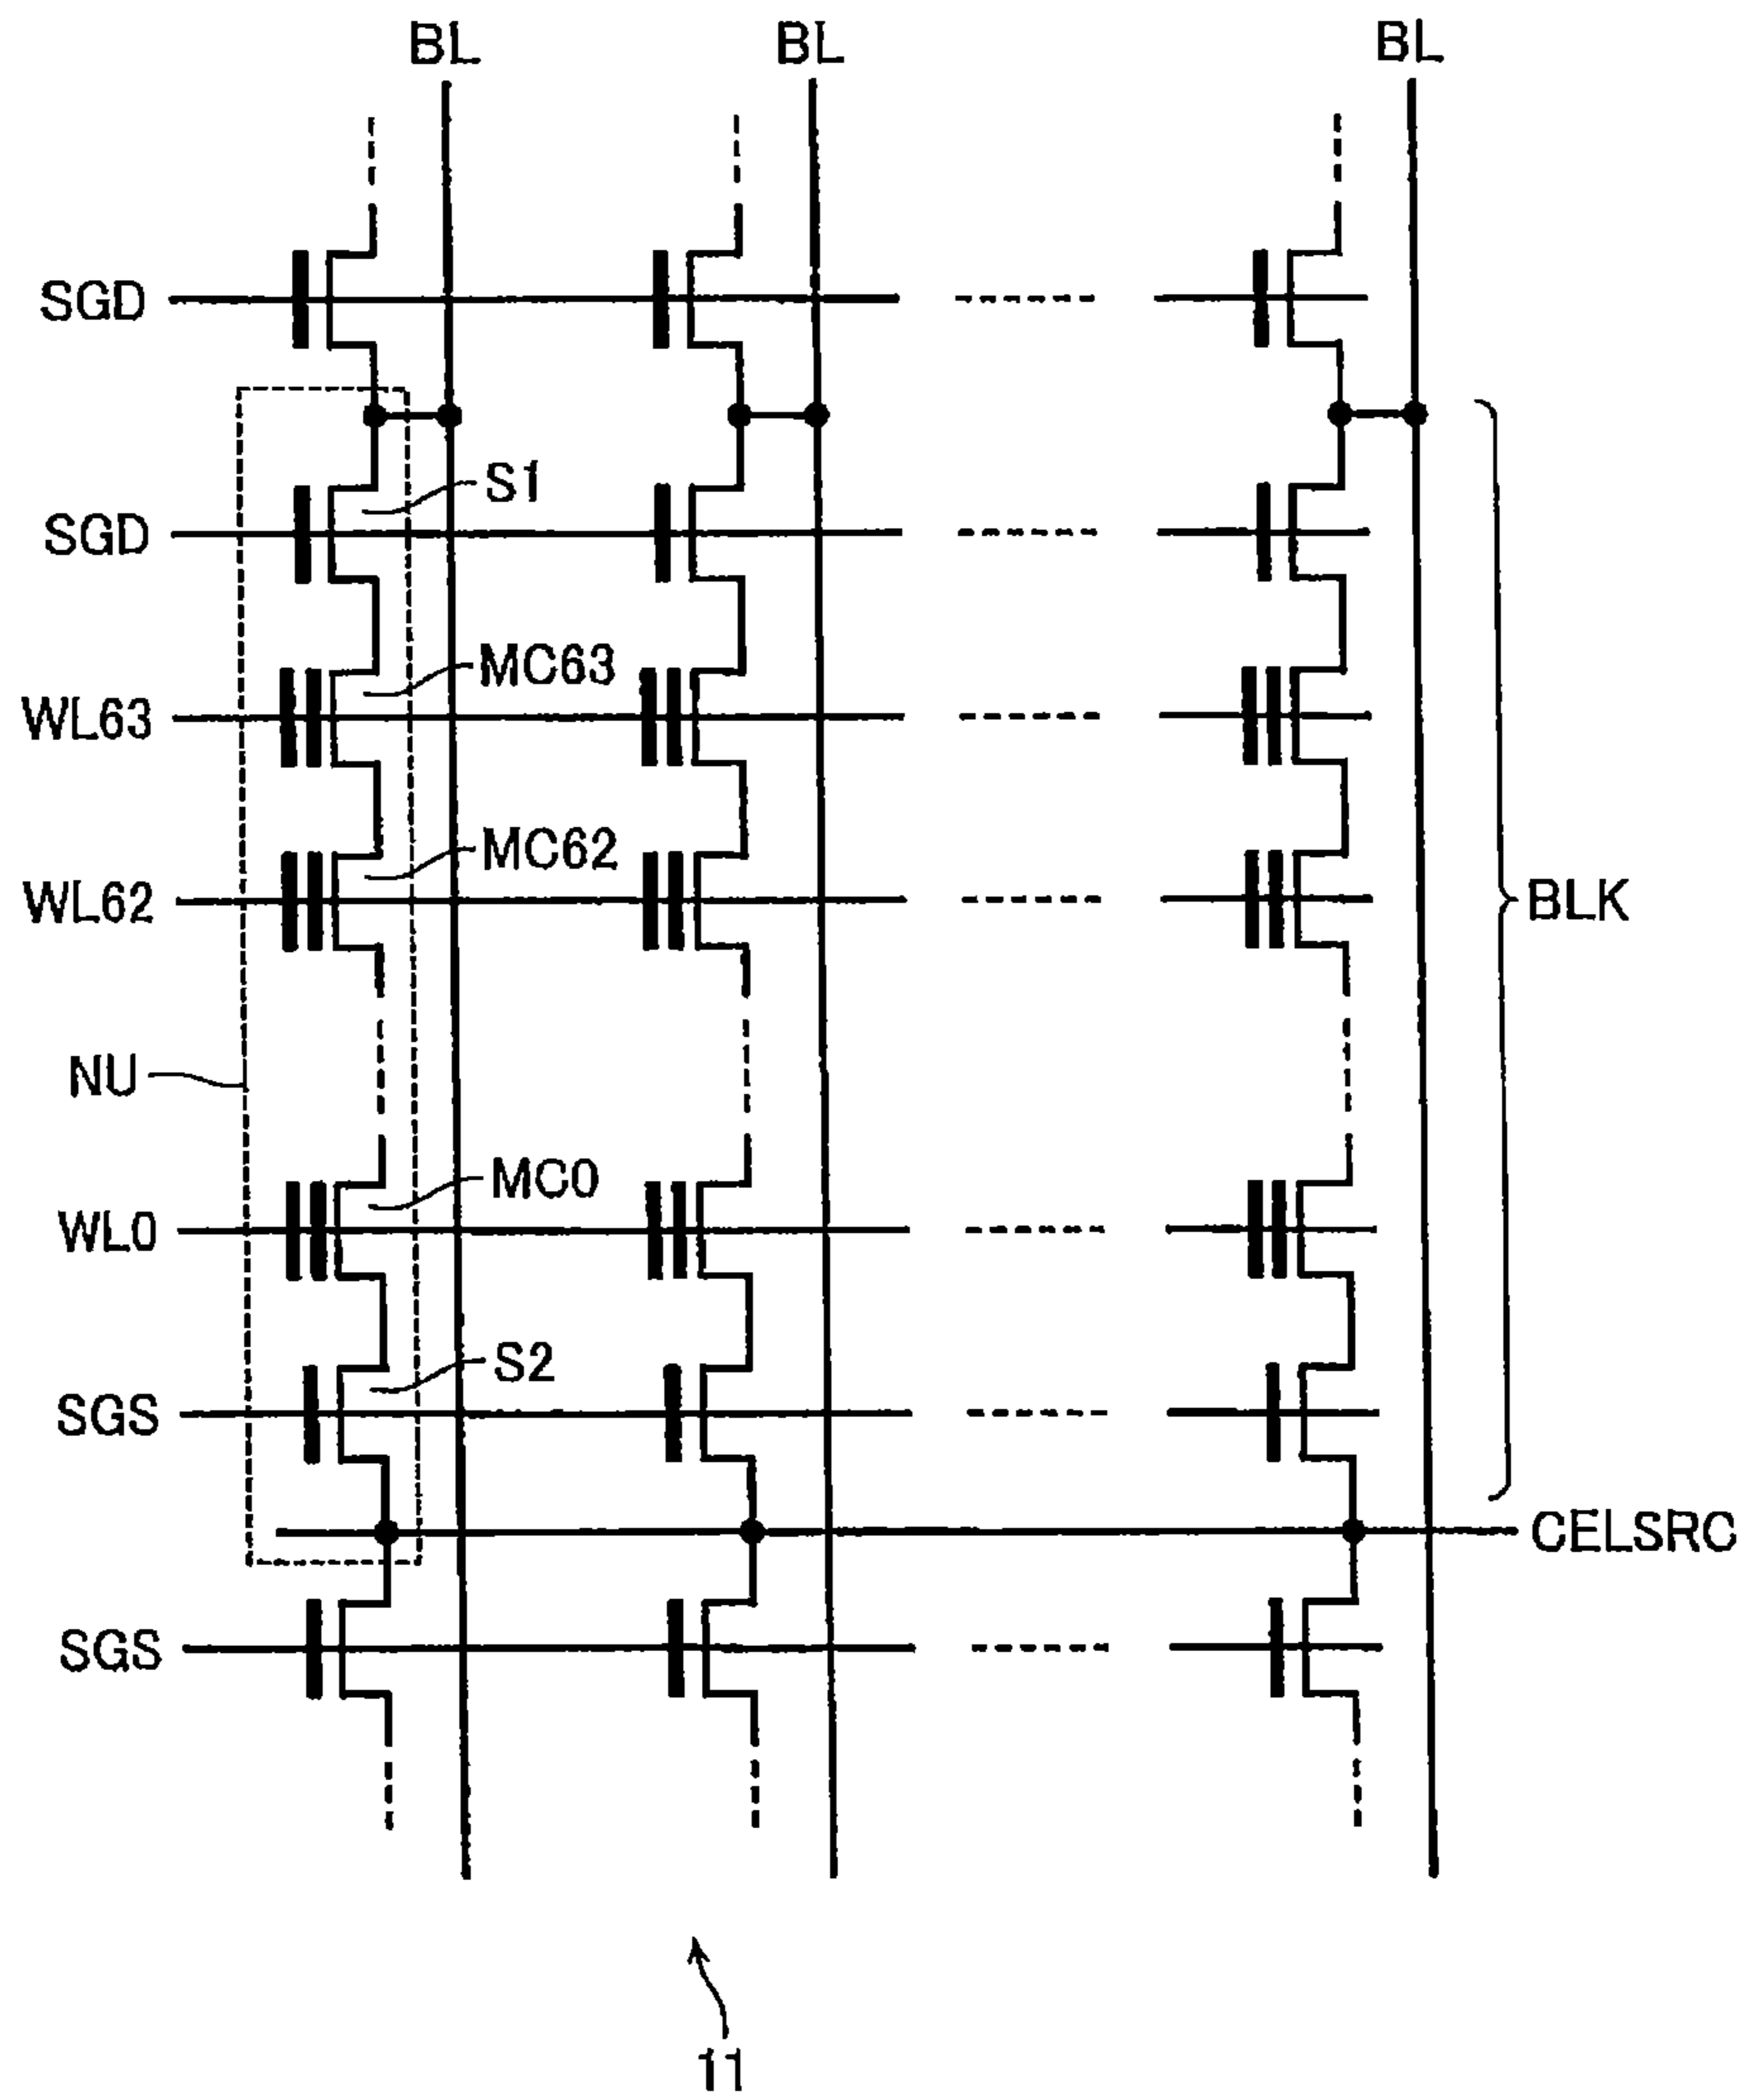 BL BL BL
SGD
S1
SGD
MC63
WL63
MC62
WL62
BLK
NU
MC0
WL0
S2
SGS
CELSRC
SGS
11